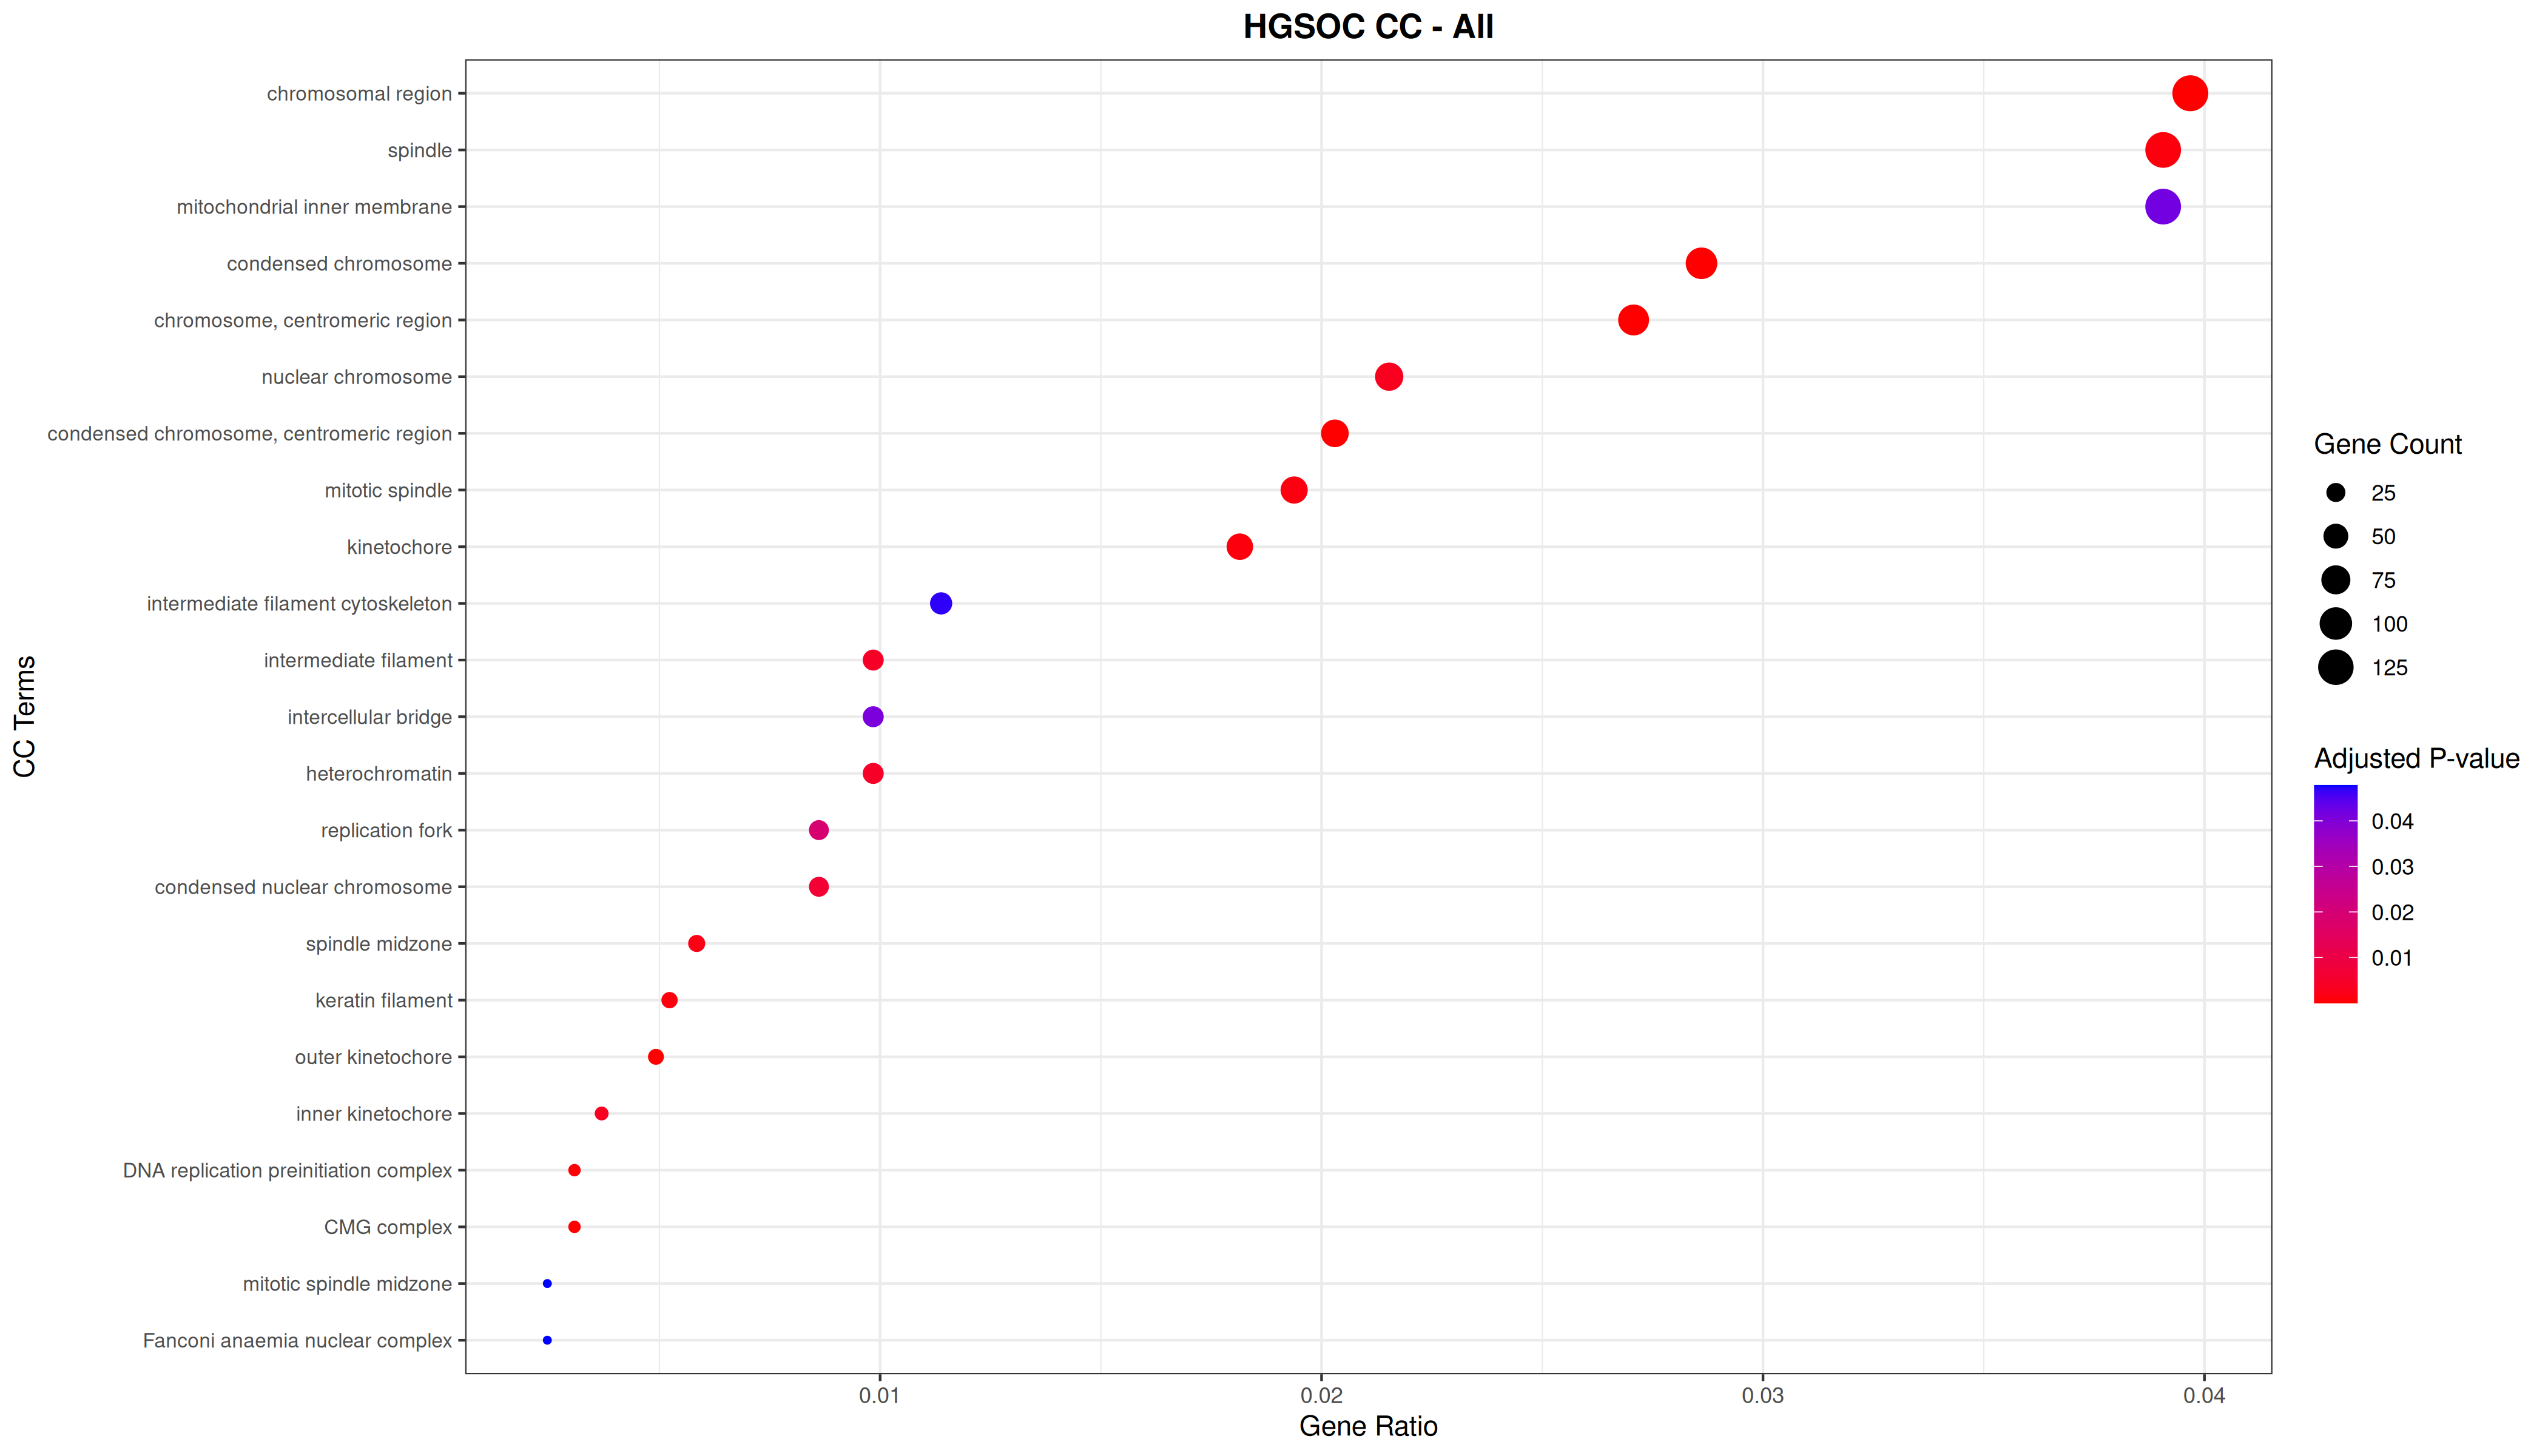 HGSOC CC - All
CC Terms
chromosomal region
spindle
mitochondrial inner membrane
condensed chromosome
chromosome, centromeric region
nuclear chromosome
condensed chromosome, centromeric region
mitotic spindle
kinetochore
intermediate filament cytoskeleton
intermediate filament
intercellular bridge
heterochromatin
replication fork
condensed nuclear chromosome
spindle midzone
keratin filament
outer kinetochore
inner kinetochore
DNA replication preinitiation complex
CMG complex
mitotic spindle midzone
Fanconi anaemia nuclear complex
0.01
0.02
0.03
0.04
Gene Ratio
Gene Count
25
50
75
100
125
Adjusted P-value
0.04
0.03
0.02
0.01